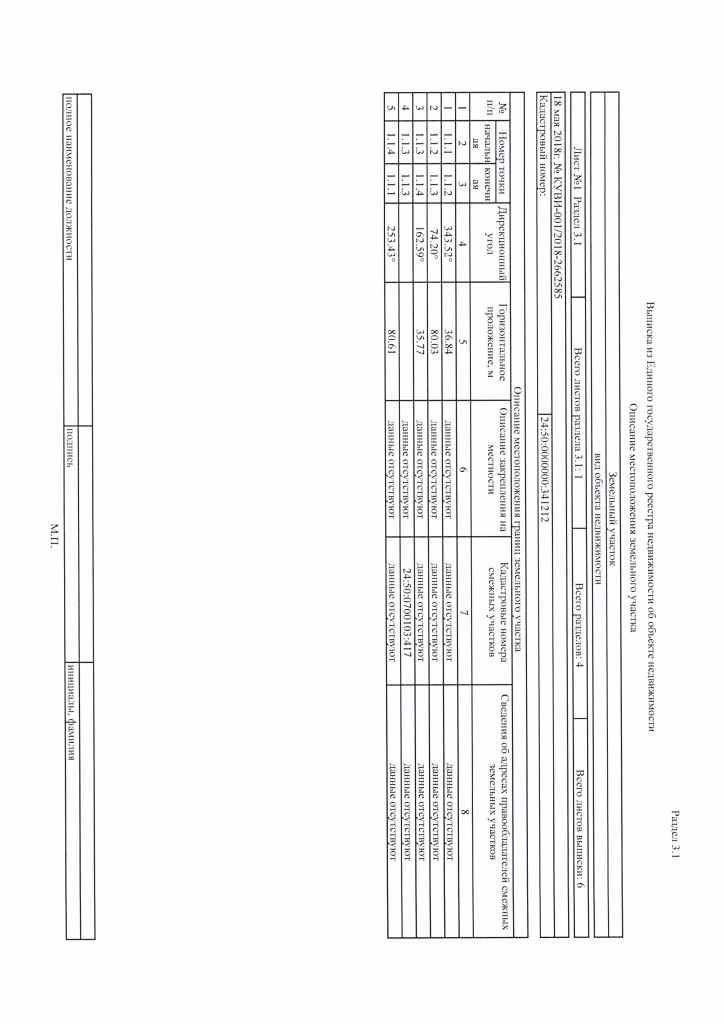 Раздел 3.1
Выписка из Единого государственного реестра недвижимости об объекте недвижимости
Описание местоположения земельного участка
Земельный участок
вид объекта недвижимости
Лист №1 Раздел 3.1 Всего листов раздела 3.1: 1 Всего разделов: 4 Всего листов выписки: 6
18 мая 2018г. № КУВИ-001/2018-2662585
Кадастровый номер: 24:50:0000000:341212
Описание местоположения границ земельного участка
№ п/п Номер точки Дирекционный угол Горизонтальное проложение, м Описание закрепления на местности Кадастровые номера смежных участков Сведения об адресах правообладателей смежных земельных участков
начальная конечная
1 2 3 4 5 6 7 8
1 1.1.1 1.1.2 343.52° 36.84 данные отсутствуют данные отсутствуют данные отсутствуют
2 1.1.2 1.1.3 74.20° 80.03 данные отсутствуют данные отсутствуют данные отсутствуют
3 1.1.3 1.1.4 162.59° 35.77 данные отсутствуют данные отсутствуют данные отсутствуют
4 1.1.3 1.1.3 данные отсутствуют 24:50:0700103:417 данные отсутствуют
5 1.1.4 1.1.1 253.43° 80.61 данные отсутствуют данные отсутствуют данные отсутствуют
полное наименование должности подпись инициалы, фамилия
М.П.